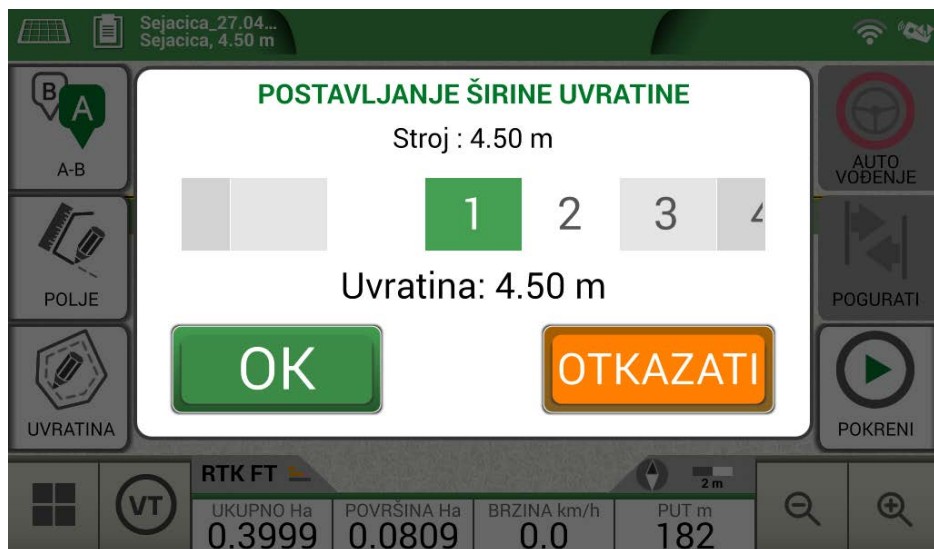 Sejacica_27.04...
Sejacica, 4.50 m
B
A
A-B
POLJE
UVRATINA
POSTAVLJANJE ŠIRINE UVRATINE
Stroj : 4.50 m
1 2 3 4
Uvratina: 4.50 m
OK
OTKAZATI
AUTO
VOĐENJE
POGURATI
POKRENI
VT
RTK FT
2 m
UKUPNO Ha
0.3999
POVRŠINA Ha
0.0809
BRZINA km/h
0.0
PUT m
182